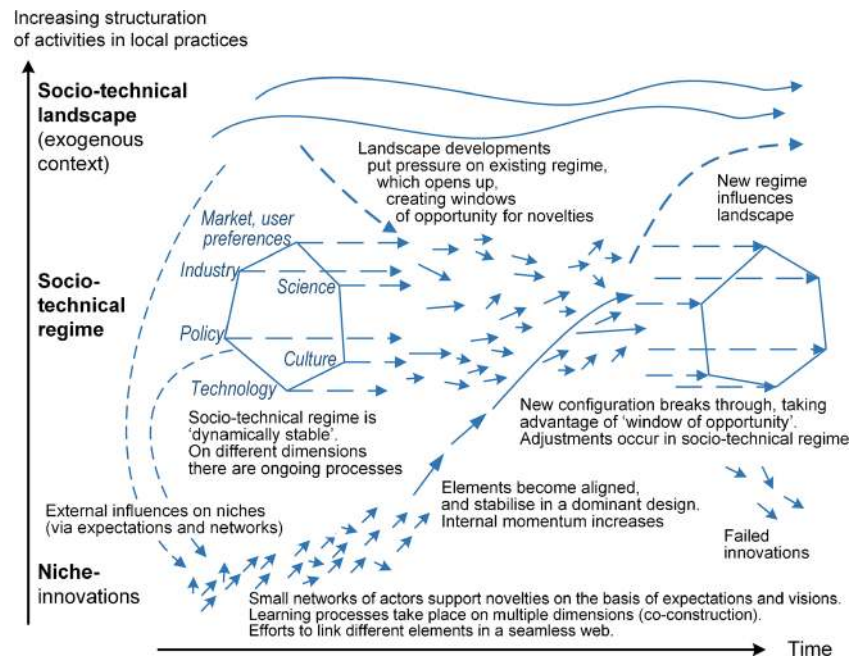 Increasing structuration
of activities in local practices
Socio-technical
landscape
(exogenous
context)
Landscape developments
put pressure on existing regime,
which opens up,
creating windows
of opportunity for novelties
New regime
influences
landscape
Market, user
preferences
Industry
Science
Socio-
technical
regime
Policy
Culture
Technology
Socio-technical regime is
‘dynamically stable’.
On different dimensions
there are ongoing processes
New configuration breaks through, taking
advantage of ‘window of opportunity’.
Adjustments occur in socio-technical regime
External influences on niches
(via expectations and networks)
Elements become aligned,
and stabilise in a dominant design.
Internal momentum increases
Failed
innovations
Niche-
innovations
Small networks of actors support novelties on the basis of expectations and visions.
Learning processes take place on multiple dimensions (co-construction).
Efforts to link different elements in a seamless web.
Time